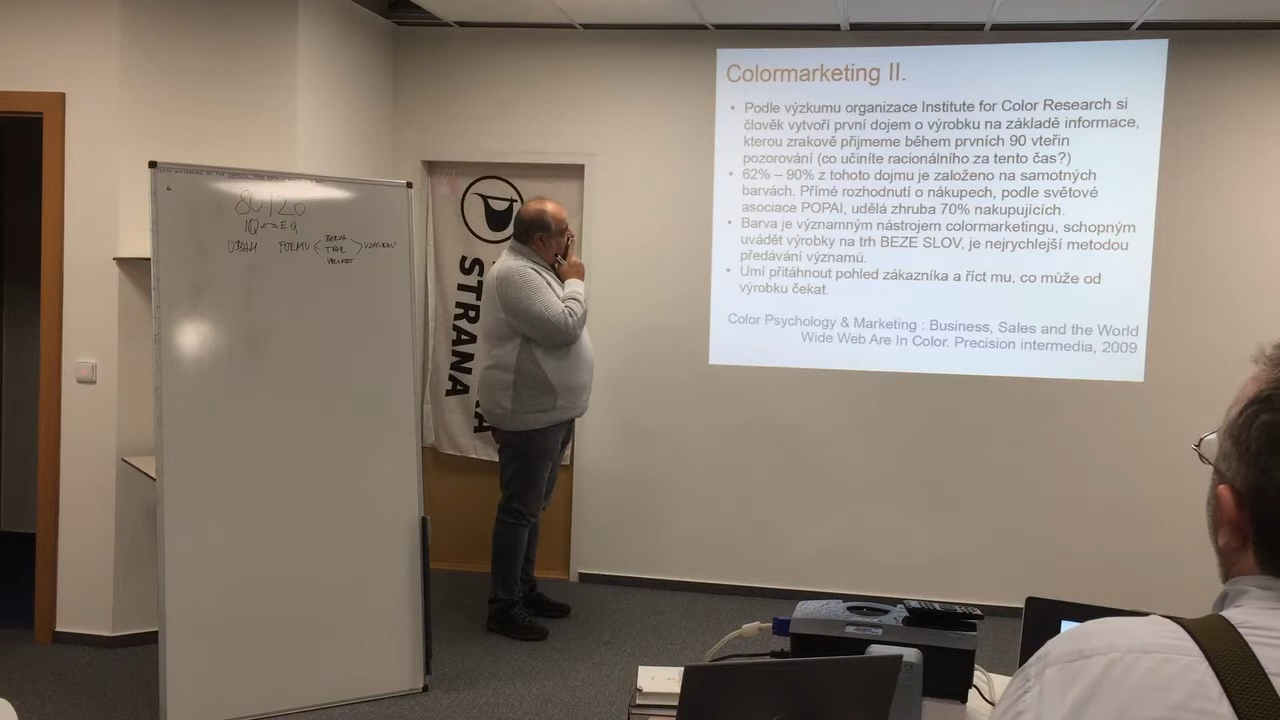 80/20
IQ EQ
OBSAH FORMU BARVA
TVAR
VELIKOST
STRANA
Colormarketing II.
• Podle výzkumu organizace Institute for Color Research si
člověk vytvoří první dojem o výrobku na základě informace,
kterou zrakově přijmeme během prvních 90 vteřin
pozorování (co učiníte racionálního za tento čas?)
• 62% – 90% z tohoto dojmu je založeno na samotných
barvách. Přímé rozhodnutí o nákupech, podle světové
asociace POPAI, udělá zhruba 70% nakupujících.
• Barva je významným nástrojem colormarketingu, schopným
uvádět výrobky na trh BEZE SLOV, je nejrychlejší metodou
předávání významů.
• Umí přitáhnout pohled zákazníka a říct mu, co může od
výrobku čekat.
Color Psychology & Marketing : Business, Sales and the World
Wide Web Are In Color. Precision intermedia, 2009